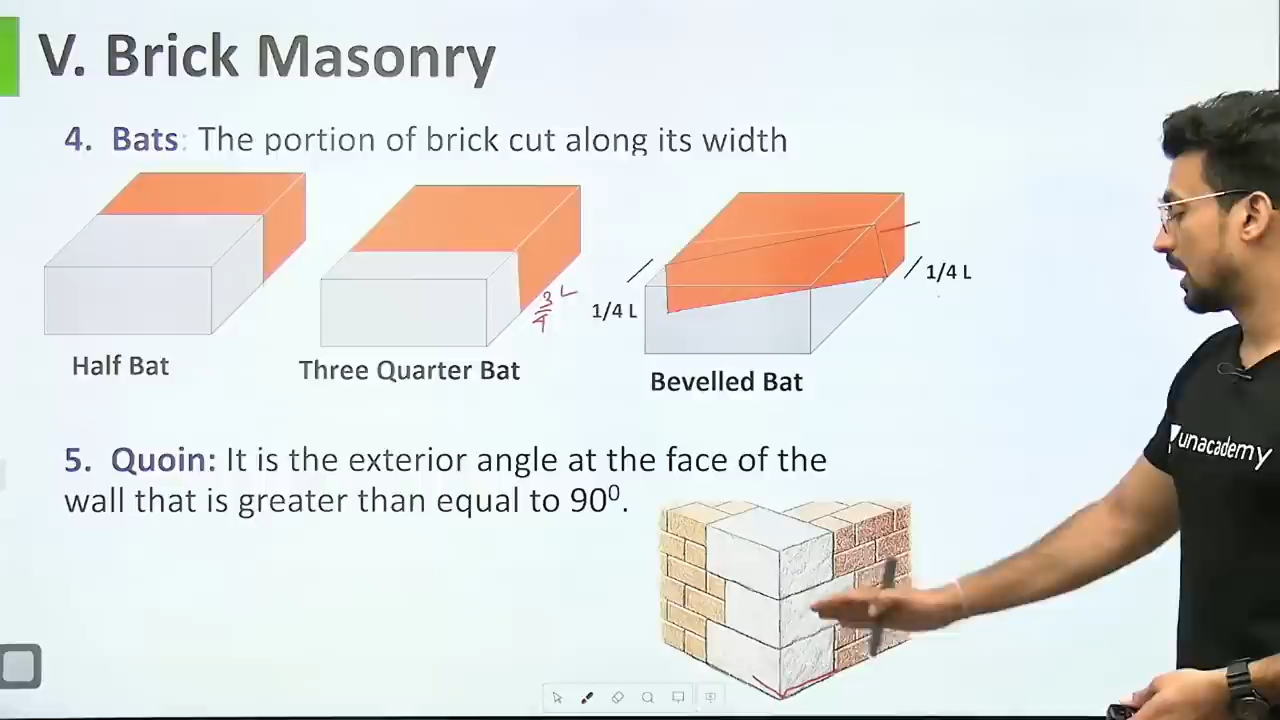 V. Brick Masonry
4. Bats: The portion of brick cut along its width
3/4 L
1/4 L
1/4 L
Half Bat
Three Quarter Bat
Bevelled Bat
unacademy
5. Quoin: It is the exterior angle at the face of the
wall that is greater than equal to 90⁰.